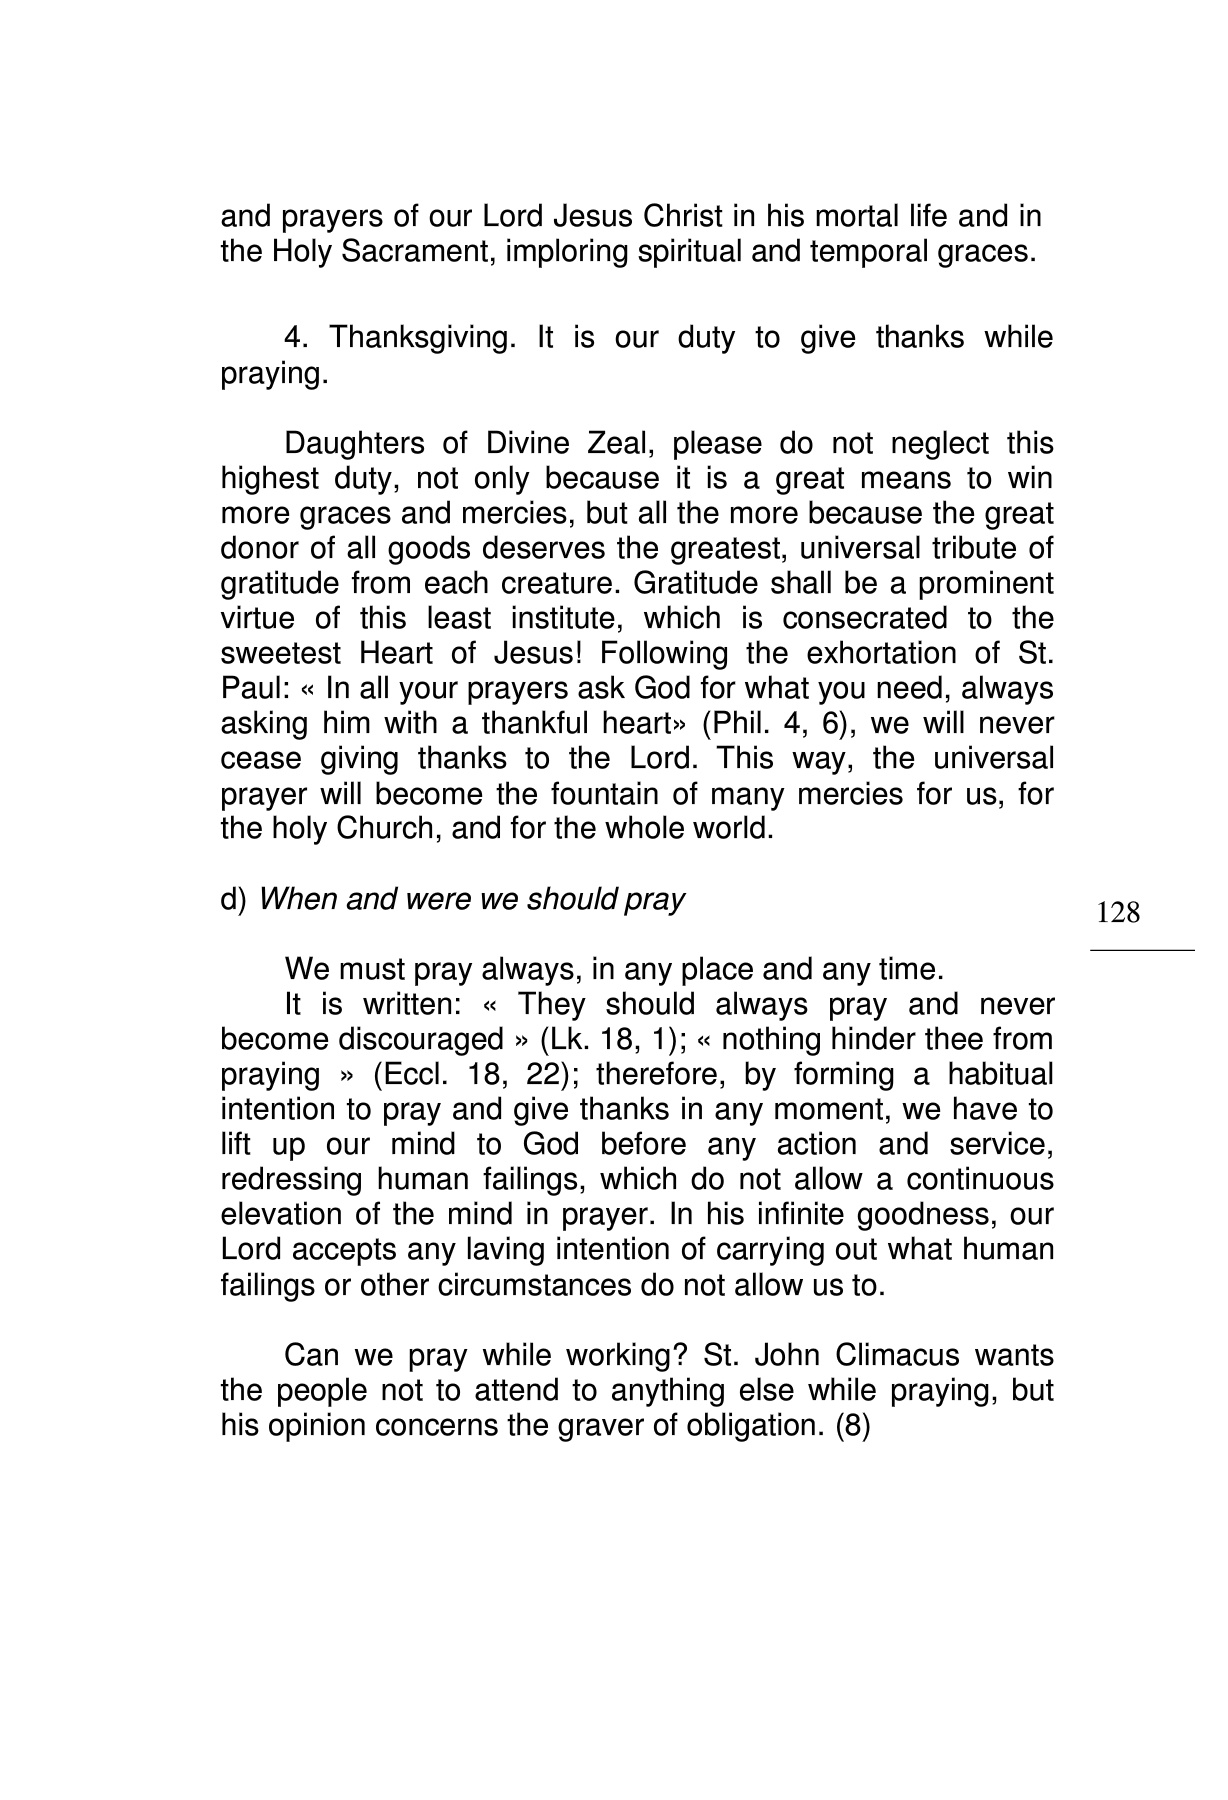 and prayers of our Lord Jesus Christ in his mortal life and in
the Holy Sacrament, imploring spiritual and temporal graces.
4. Thanksgiving. It is our duty to give thanks while
praying.
Daughters of Divine Zeal, please do not neglect this
highest duty, not only because it is a great means to win
more graces and mercies, but all the more because the great
donor of all goods deserves the greatest, universal tribute of
gratitude from each creature. Gratitude shall be a prominent
virtue of this least institute, which is consecrated to the
sweetest Heart of Jesus! Following the exhortation of St.
Paul: « In all your prayers ask God for what you need, always
asking him with a thankful heart» (Phil. 4, 6), we will never
cease giving thanks to the Lord. This way, the universal
prayer will become the fountain of many mercies for us, for
the holy Church, and for the whole world.
d) When and were we should pray
128
We must pray always, in any place and any time.
It is written: « They should always pray and never
become discouraged » (Lk. 18, 1); « nothing hinder thee from
praying » (Eccl. 18, 22); therefore, by forming a habitual
intention to pray and give thanks in any moment, we have to
lift up our mind to God before any action and service,
redressing human failings, which do not allow a continuous
elevation of the mind in prayer. In his infinite goodness, our
Lord accepts any laving intention of carrying out what human
failings or other circumstances do not allow us to.
Can we pray while working? St. John Climacus wants
the people not to attend to anything else while praying, but
his opinion concerns the graver of obligation. (8)